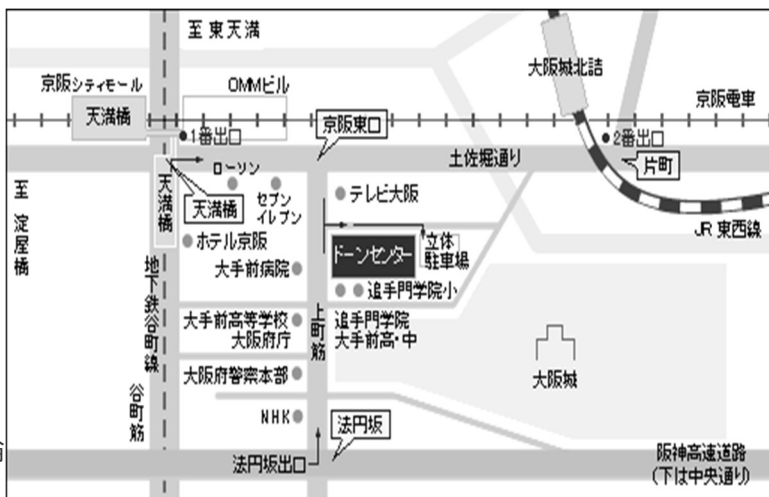 至 東天満
京阪シティモール
天満橋
OMMビル
大阪城北詰
京阪電車
1番出口
京阪東口
2番出口
土佐堀通り
片町
ローソン
セブン
イレブン
天満橋
天満橋
至 淀屋橋
テレビ大阪
JR 東西線
ホテル京阪
ドーンセンター
立体
駐車場
大手前病院
追手門学院小
地下鉄谷町線
上町筋
大手前高等学校
大阪府庁
追手門学院
大手前高・中
大阪城
大阪府警察本部
谷町筋
NHK
法円坂
法円坂出口
阪神高速道路
(下は中央通り)